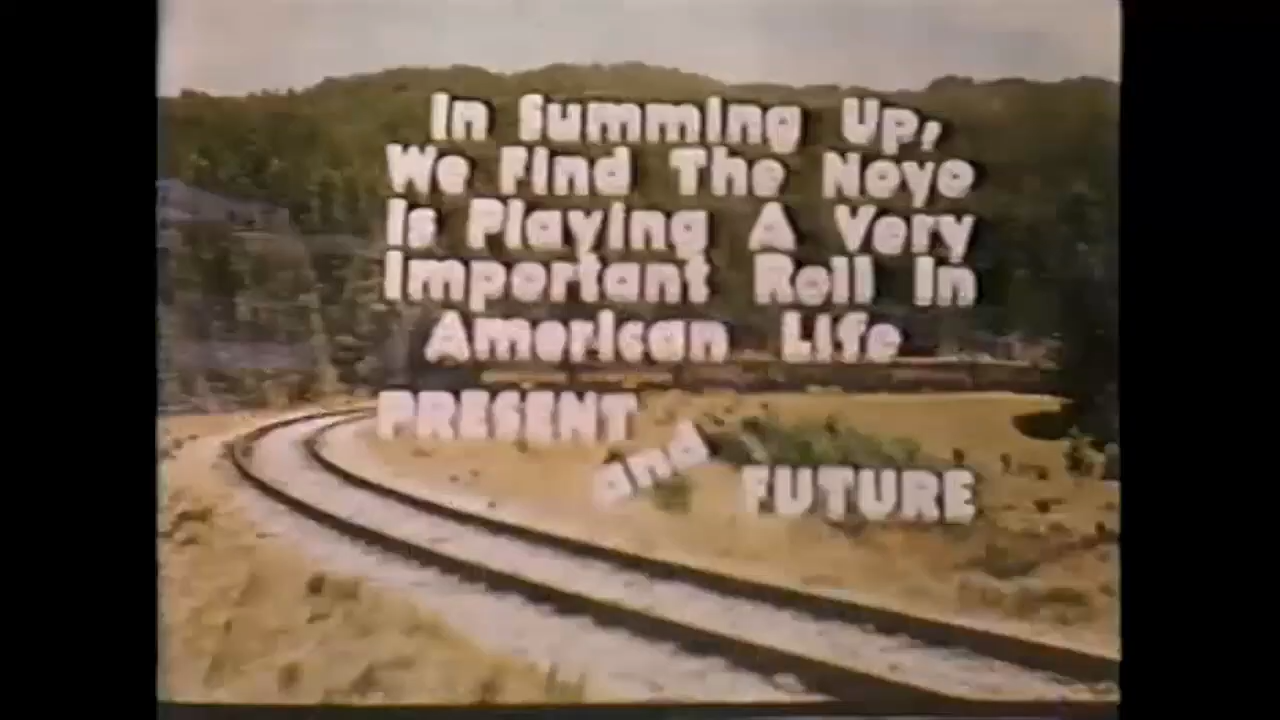 In Summing Up,
We Find The Noyo
Is Playing A Very
Important Roll In
American Life
PRESENT
and
FUTURE